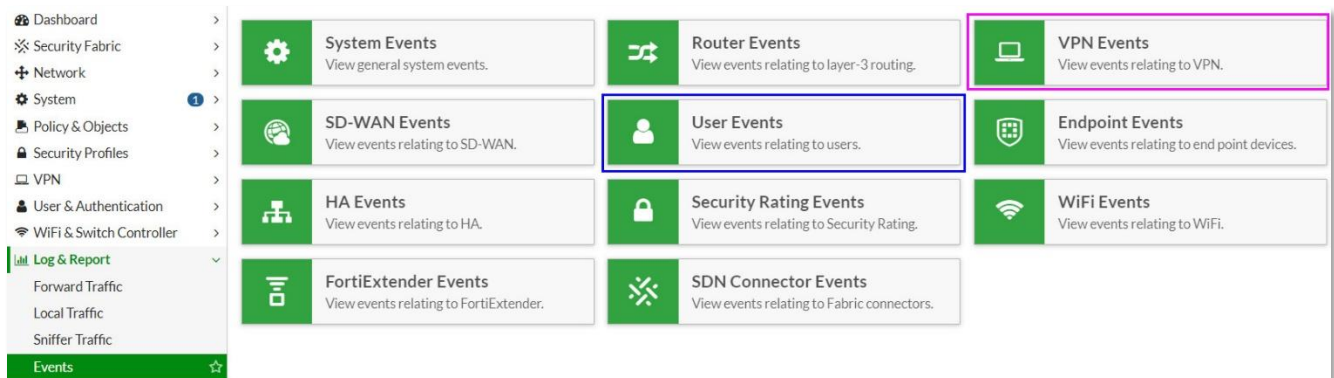 Dashboard
Security Fabric
Network
System 1
Policy & Objects
Security Profiles
VPN
User & Authentication
WiFi & Switch Controller
Log & Report
Forward Traffic
Local Traffic
Sniffer Traffic
Events
System Events
View general system events.
Router Events
View events relating to layer-3 routing.
VPN Events
View events relating to VPN.
SD-WAN Events
View events relating to SD-WAN.
User Events
View events relating to users.
Endpoint Events
View events relating to end point devices.
HA Events
View events relating to HA.
Security Rating Events
View events relating to Security Rating.
WiFi Events
View events relating to WiFi.
FortiExtender Events
View events relating to FortiExtender.
SDN Connector Events
View events relating to Fabric connectors.